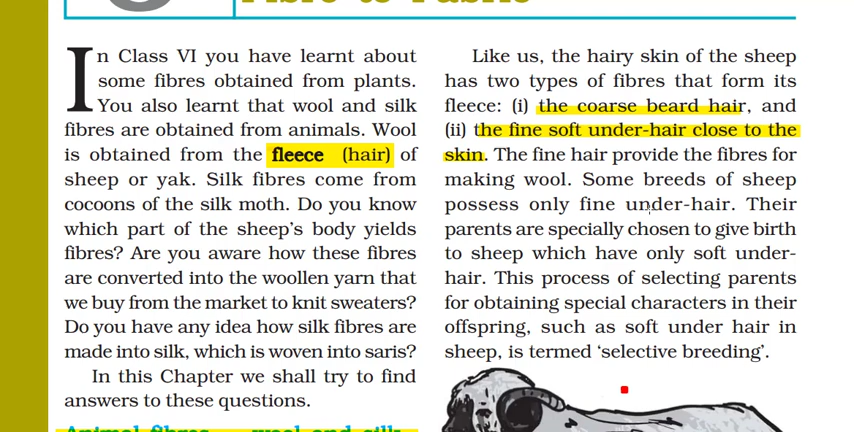 Fibre to Fabric
In Class VI you have learnt about
some fibres obtained from plants.
You also learnt that wool and silk
fibres are obtained from animals. Wool
is obtained from the fleece (hair) of
sheep or yak. Silk fibres come from
cocoons of the silk moth. Do you know
which part of the sheep's body yields
fibres? Are you aware how these fibres
are converted into the woollen yarn that
we buy from the market to knit sweaters?
Do you have any idea how silk fibres are
made into silk, which is woven into saris?
In this Chapter we shall try to find
answers to these questions.
Animal fibres – wool and silk
Like us, the hairy skin of the sheep
has two types of fibres that form its
fleece: (i) the coarse beard hair, and
(ii) the fine soft under-hair close to the
skin. The fine hair provide the fibres for
making wool. Some breeds of sheep
possess only fine under-hair. Their
parents are specially chosen to give birth
to sheep which have only soft under-
hair. This process of selecting parents
for obtaining special characters in their
offspring, such as soft under hair in
sheep, is termed ‘selective breeding’.